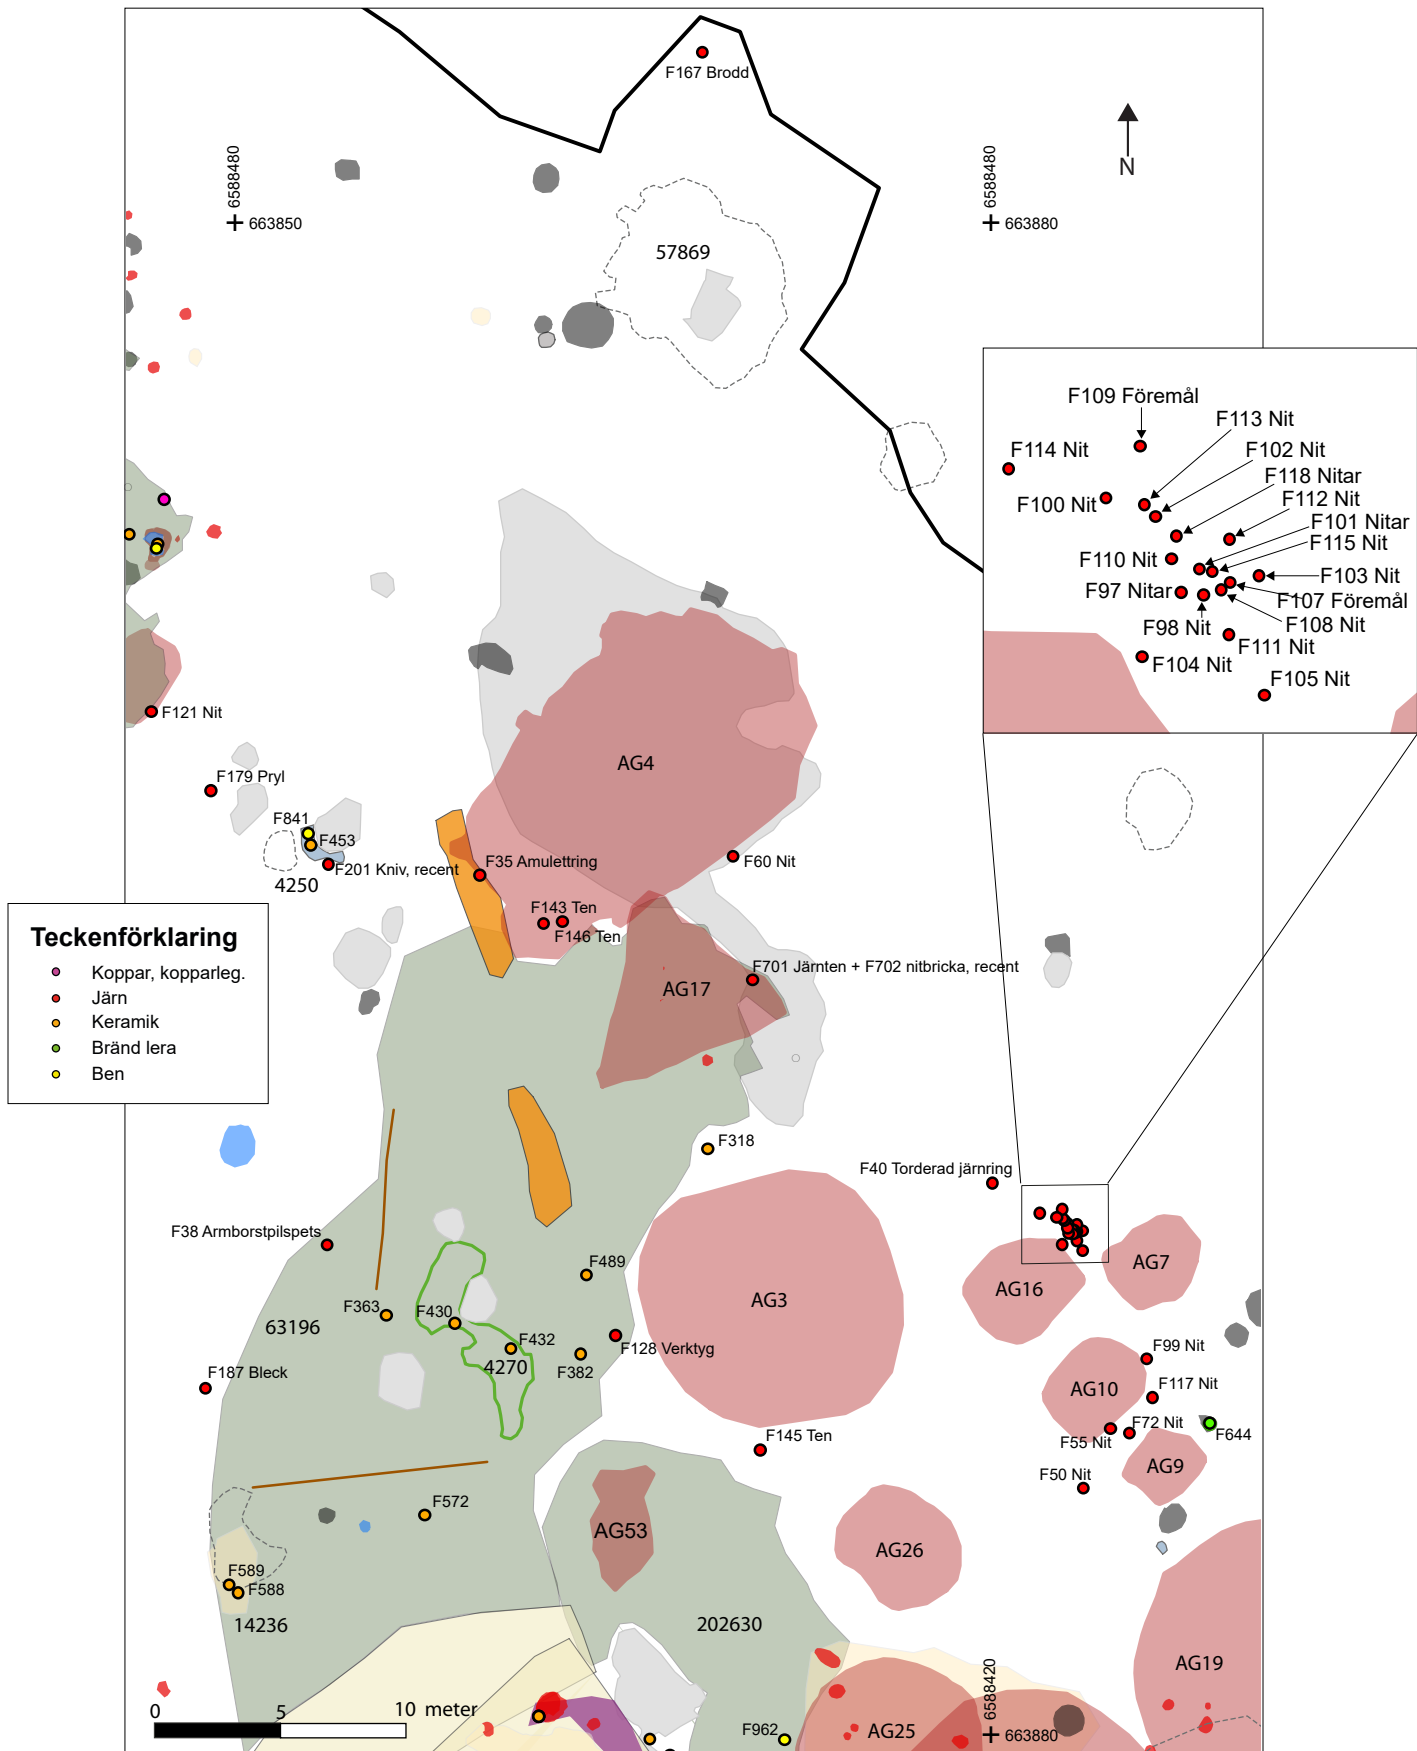 F167 Brodd
6588480
663850
6588480
663880
N
57869
F109 Föremål
F113 Nit
F114 Nit
F102 Nit
F118 Nitar
F100 Nit
F112 Nit
F101 Nitar
F115 Nit
F110 Nit
F103 Nit
F97 Nitar
F107 Föremål
F98 Nit
F108 Nit
F111 Nit
F104 Nit
F105 Nit
F121 Nit
AG4
F179 Pryl
F841
F453
F201 Kniv, recent
4250
F35 Amulettring
F60 Nit
F143 Ten
F146 Ten
F701 Järnten + F702 nitbricka, recent
AG17
Teckenförklaring
Koppar, kopparleg.
Järn
Keramik
Bränd lera
Ben
F318
F40 Torderad järnring
F38 Armborstpilspets
F489
AG7
AG16
AG3
F363
F430
63196
F432
4270
F382
F128 Verktyg
F187 Bleck
F99 Nit
AG10
F117 Nit
F72 Nit
F55 Nit
F644
F145 Ten
AG9
F50 Nit
F572
AG53
AG26
F589
F588
14236
202630
AG19
6588420
663880
0 5 10 meter
F962
AG25